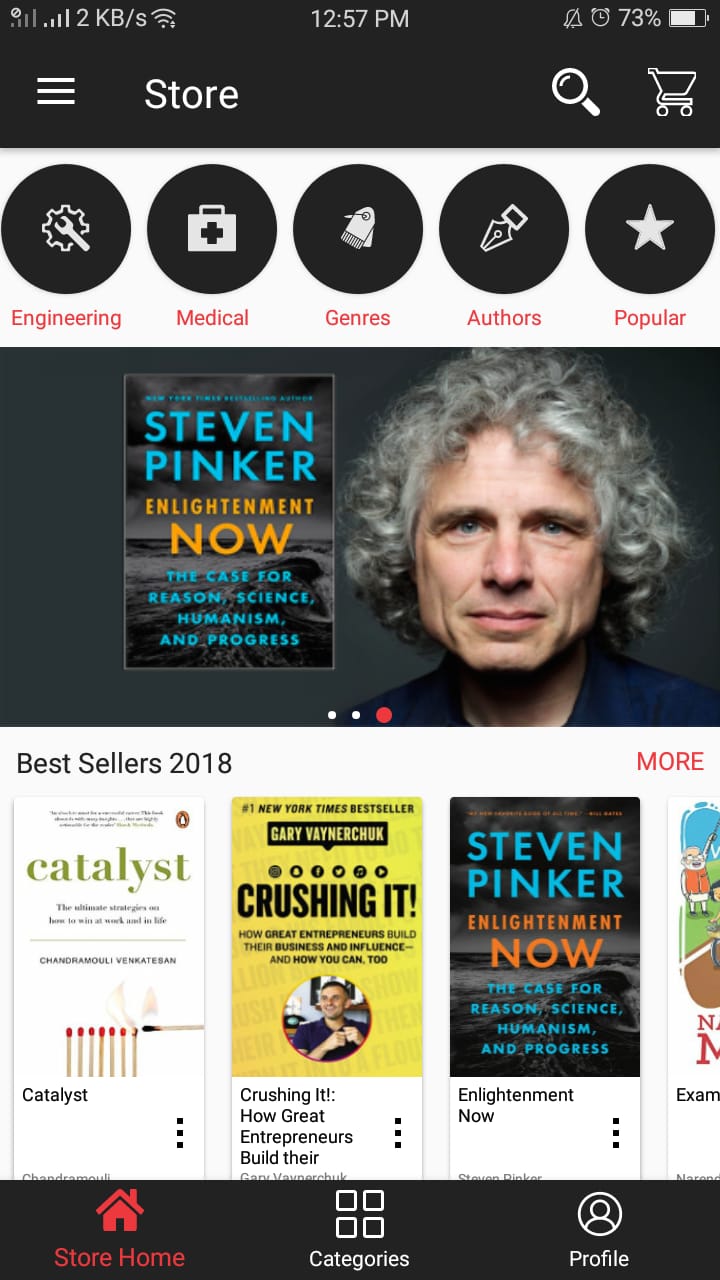 2 KB/s
12:57 PM
73%
Store
Engineering
Medical
Genres
Authors
Popular
NEW YORK TIMES BESTSELLING AUTHOR
STEVEN
PINKER
ENLIGHTENMENT
NOW
THE CASE FOR
REASON, SCIENCE,
HUMANISM,
AND PROGRESS
Best Sellers 2018
MORE
catalyst
The ultimate strategies on
how to win at work and in life
CHANDRAMOULI VENKATESAN
Catalyst
Chandramouli
#1 NEW YORK TIMES BESTSELLER
GARY VAYNERCHUK
CRUSHING IT!
HOW GREAT ENTREPRENEURS BUILD
THEIR BUSINESS AND INFLUENCE—
AND HOW YOU CAN, TOO
Crushing It!:
How Great
Entrepreneurs
Build their
Gary Vaynerchuk
"MY NEW FAVORITE BOOK OF ALL TIME." —BILL GATES
STEVEN
PINKER
ENLIGHTENMENT
NOW
THE CASE FOR
REASON, SCIENCE,
HUMANISM,
AND PROGRESS
Enlightenment
Now
Steven Pinker
NA
M
Exam
Narend
Store Home
Categories
Profile